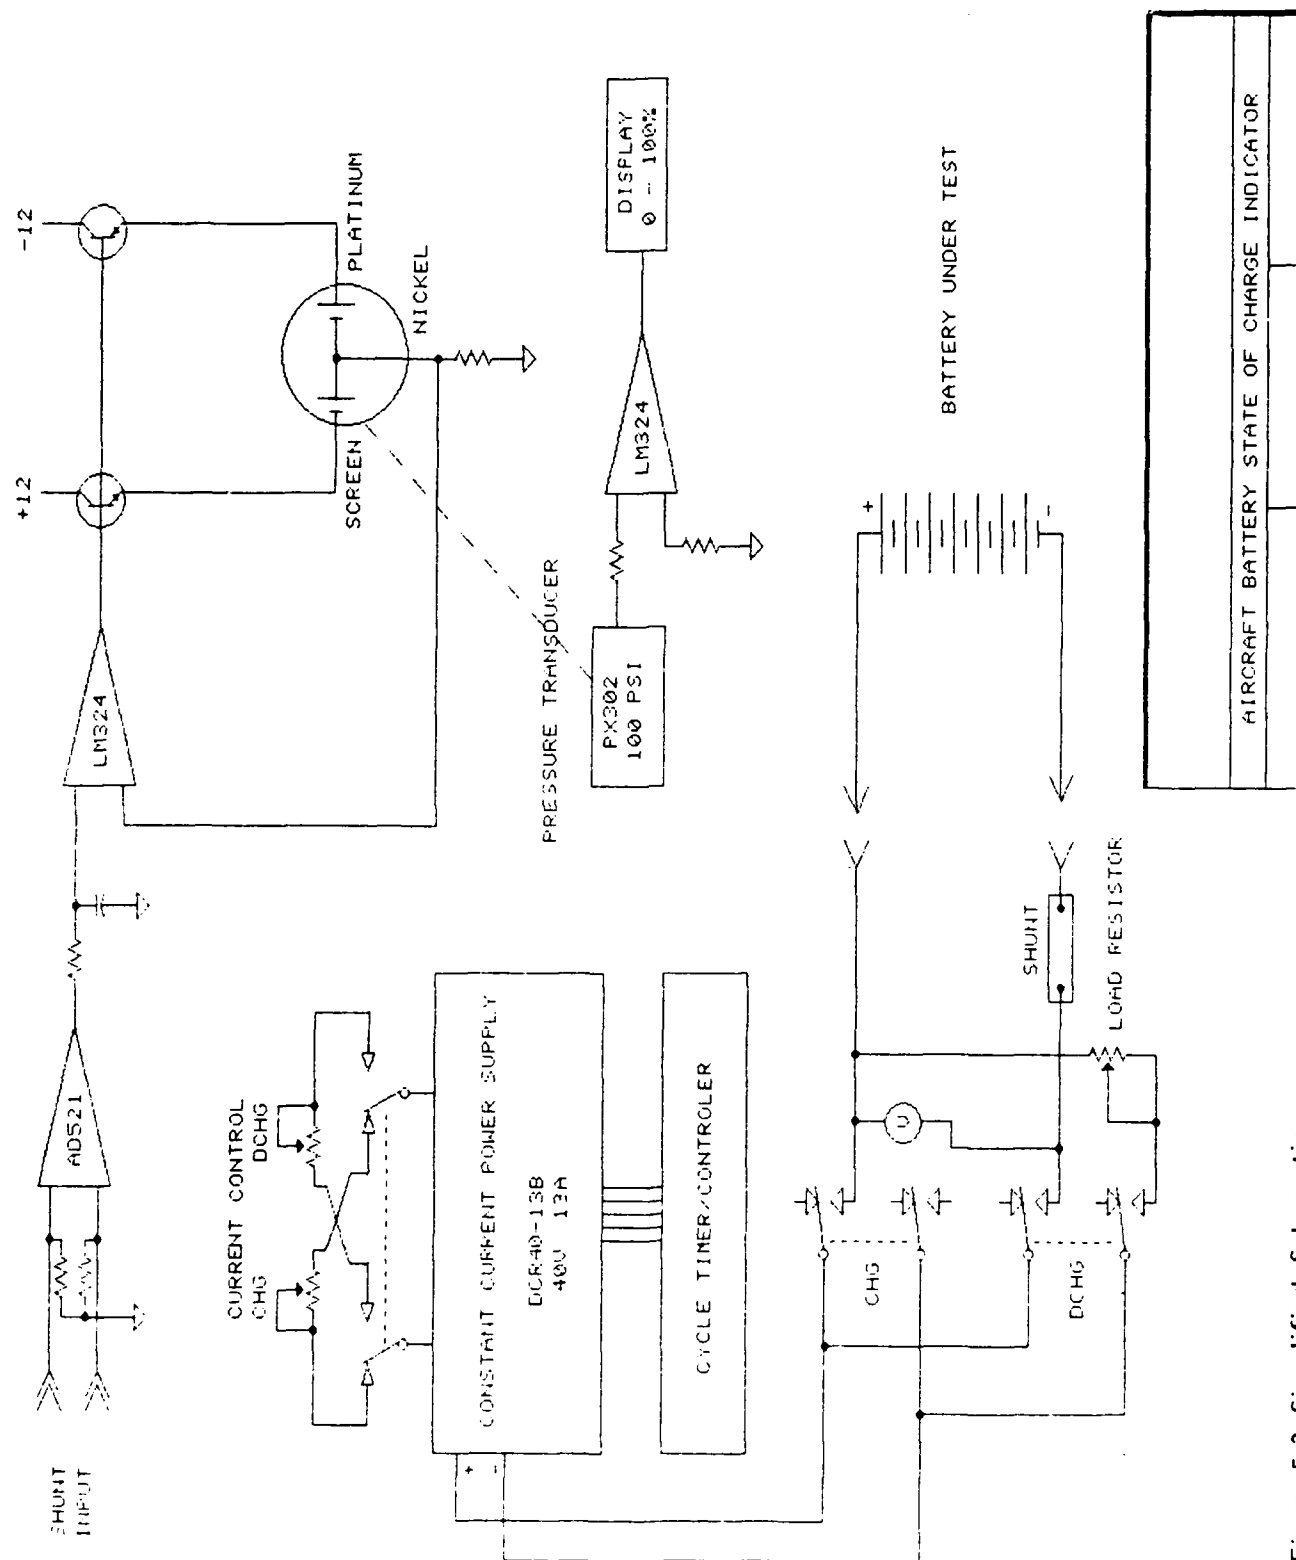 SHUNT
INPUT
AD521
LM324
+12
-12
SCREEN
PLATINUM
NICKEL
CURRENT CONTROL
CHG
DCHG
PRESSURE TRANSDUCER
PX302
100 PSI
LM324
DISPLAY
0 - 100%
+
-
CONSTANT CURRENT POWER SUPPLY
DCR40-13B
40V 13A
CYCLE TIMER/CONTROLER
CHG
DCHG
V
SHUNT
LOAD RESISTOR
+
-
BATTERY UNDER TEST
AIRCRAFT BATTERY STATE OF CHARGE INDICATOR